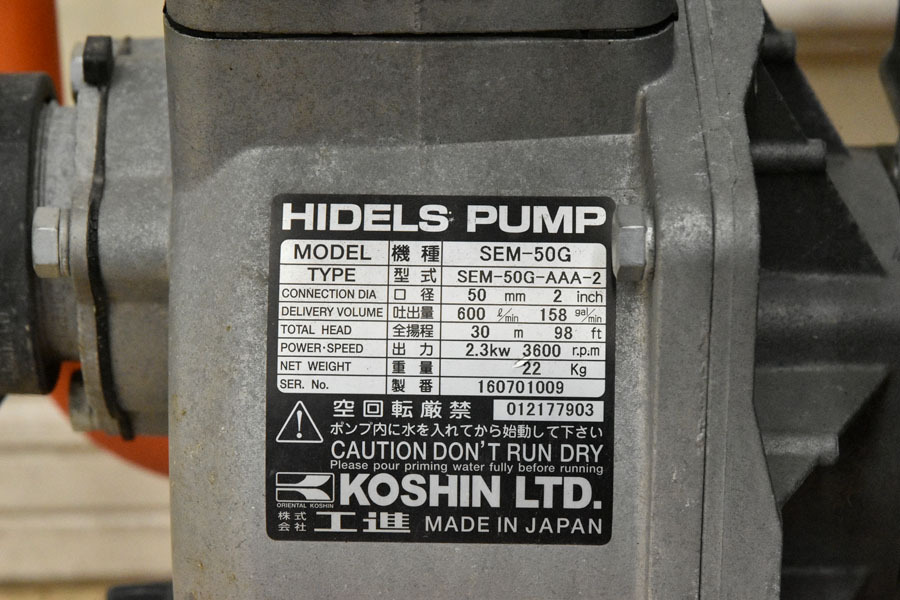 HIDELS PUMP
MODEL 機種 SEM-50G
TYPE 型式 SEM-50G-AAA-2
CONNECTION DIA 口径 50 mm 2 inch
DELIVERY VOLUME 吐出量 600 ℓ/min 158 gal/min
TOTAL HEAD 全揚程 30 m 98 ft
POWER·SPEED 出力 2.3kw 3600 r.p.m
NET WEIGHT 重量 22 Kg
SER. No. 製番 160701009
空回転厳禁 012177903
ポンプ内に水を入れてから始動して下さい
CAUTION DON'T RUN DRY
Please pour priming water fully before running
KOSHIN LTD.
ORIENTAL KOSHIN
株式会社 工進 MADE IN JAPAN